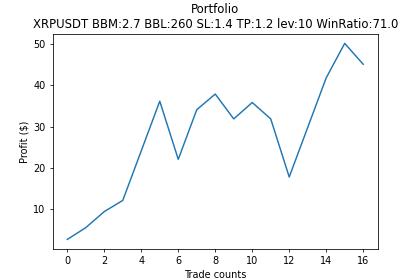 Portfolio
XRPUSDT BBM:2.7 BBL:260 SL:1.4 TP:1.2 lev:10 WinRatio:71.0
50
40
30
20
10
Profit ($)
0 2 4 6 8 10 12 14 16
Trade counts